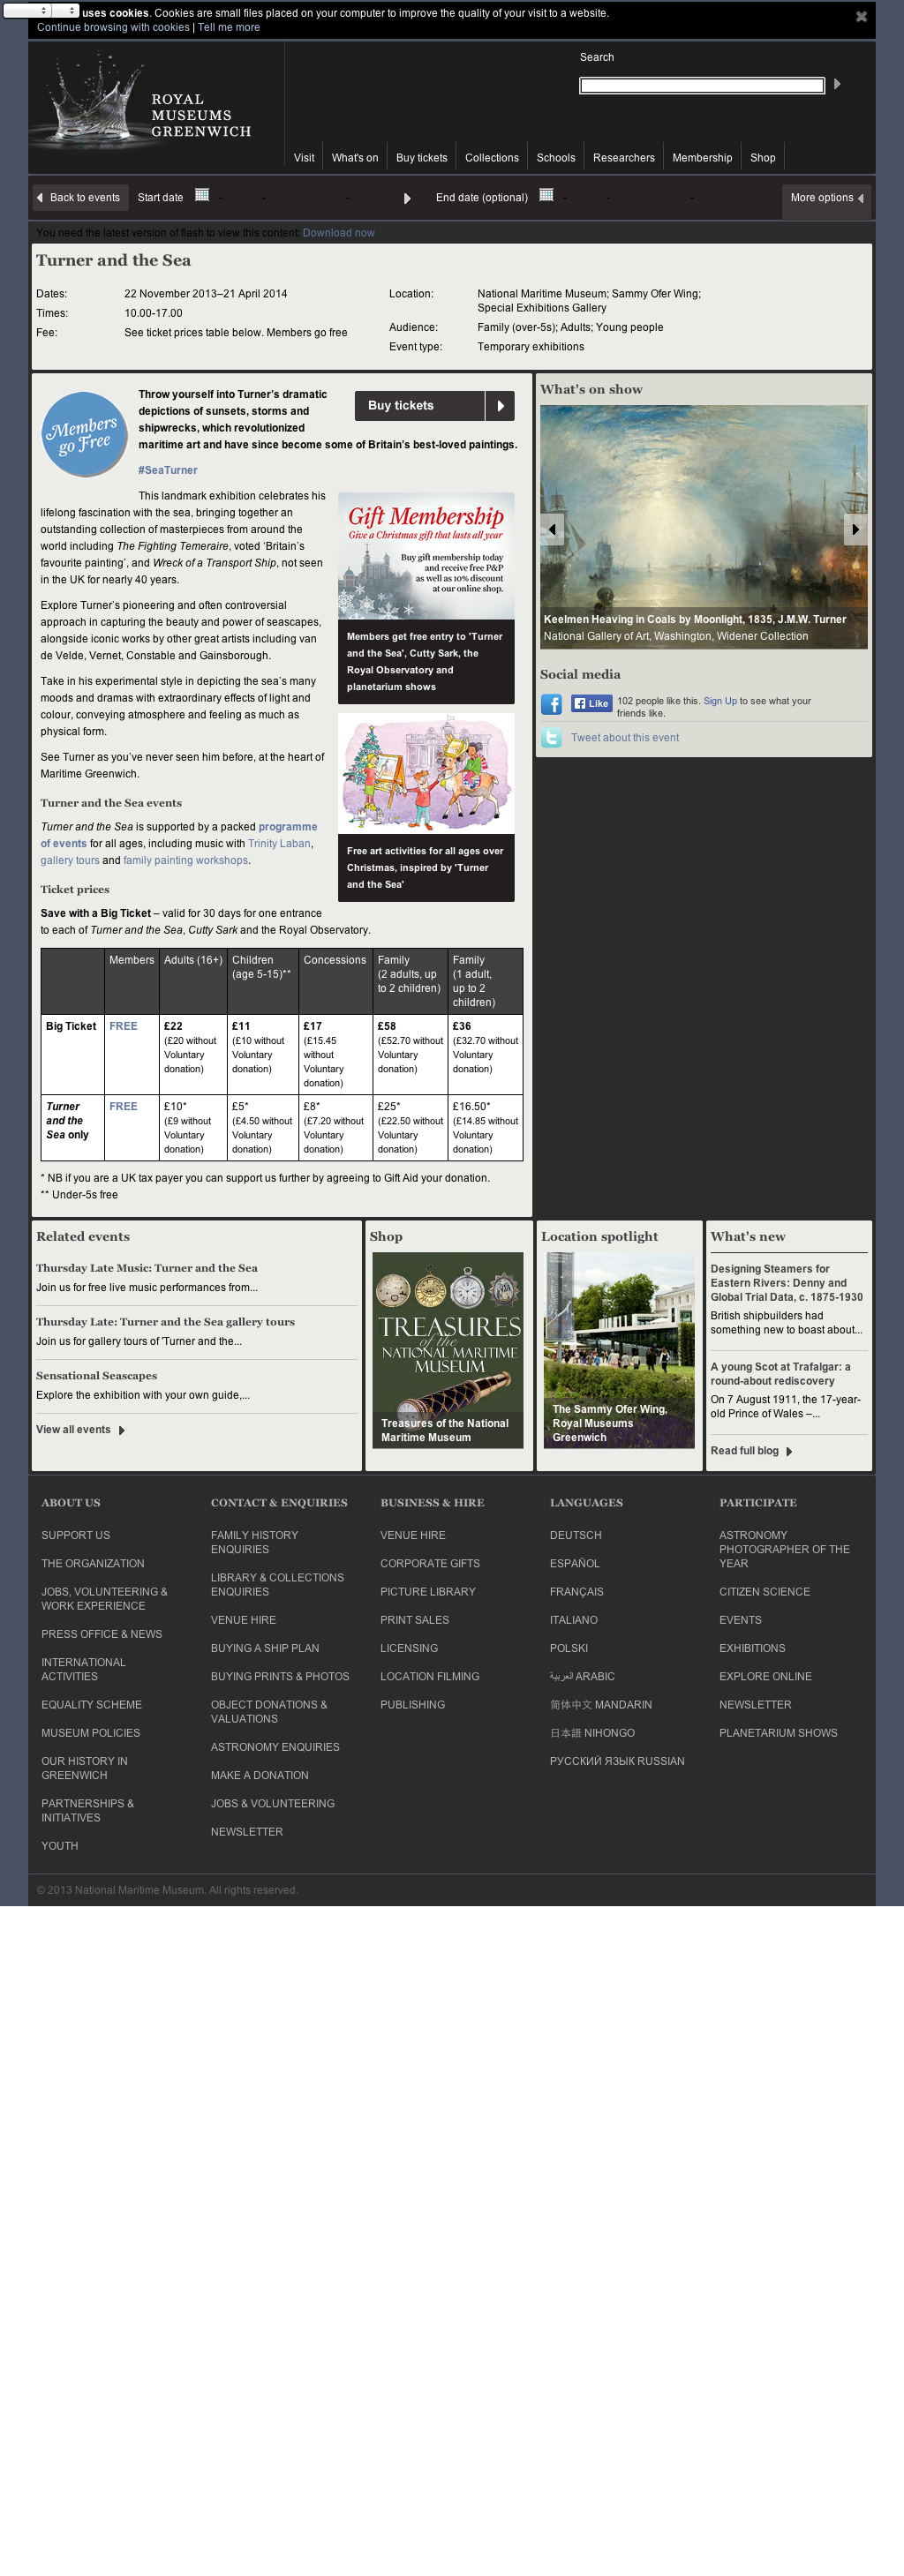 uses cookies. Cookies are small files placed on your computer to improve the quality of your visit to a website.
Continue browsing with cookies | Tell me more
ROYAL
MUSEUMS
GREENWICH
Search
Visit
What's on
Buy tickets
Collections
Schools
Researchers
Membership
Shop
Back to events
Start date
- - -
End date (optional)
- - -
More options
You need the latest version of flash to view this content: Download now
Turner and the Sea
Dates: 22 November 2013–21 April 2014
Times: 10.00-17.00
Fee: See ticket prices table below. Members go free
Location: National Maritime Museum; Sammy Ofer Wing;
Special Exhibitions Gallery
Audience: Family (over-5s); Adults; Young people
Event type: Temporary exhibitions
Members
go Free
Throw yourself into Turner's dramatic
depictions of sunsets, storms and
shipwrecks, which revolutionized
maritime art and have since become some of Britain's best-loved paintings.
Buy tickets
#SeaTurner
This landmark exhibition celebrates his
lifelong fascination with the sea, bringing together an
outstanding collection of masterpieces from around the
world including The Fighting Temeraire, voted ‘Britain’s
favourite painting’, and Wreck of a Transport Ship, not seen
in the UK for nearly 40 years.
Explore Turner’s pioneering and often controversial
approach in capturing the beauty and power of seascapes,
alongside iconic works by other great artists including van
de Velde, Vernet, Constable and Gainsborough.
Take in his experimental style in depicting the sea’s many
moods and dramas with extraordinary effects of light and
colour, conveying atmosphere and feeling as much as
physical form.
See Turner as you’ve never seen him before, at the heart of
Maritime Greenwich.
Gift Membership
Give a Christmas gift that lasts all year
Buy gift membership today
and receive free P&P
as well as 10% discount
at our online shop.
Members get free entry to 'Turner
and the Sea', Cutty Sark, the
Royal Observatory and
planetarium shows
Free art activities for all ages over
Christmas, inspired by 'Turner
and the Sea'
Turner and the Sea events
Turner and the Sea is supported by a packed programme
of events for all ages, including music with Trinity Laban,
gallery tours and family painting workshops.
Ticket prices
Save with a Big Ticket – valid for 30 days for one entrance
to each of Turner and the Sea, Cutty Sark and the Royal Observatory.
Members
Adults (16+)
Children
(age 5-15)**
Concessions
Family
(2 adults, up
to 2 children)
Family
(1 adult,
up to 2
children)
Big Ticket
FREE
£22
(£20 without
Voluntary
donation)
£11
(£10 without
Voluntary
donation)
£17
(£15.45
without
Voluntary
donation)
£58
(£52.70 without
Voluntary
donation)
£36
(£32.70 without
Voluntary
donation)
Turner
and the
Sea only
FREE
£10*
(£9 without
Voluntary
donation)
£5*
(£4.50 without
Voluntary
donation)
£8*
(£7.20 without
Voluntary
donation)
£25*
(£22.50 without
Voluntary
donation)
£16.50*
(£14.85 without
Voluntary
donation)
* NB if you are a UK tax payer you can support us further by agreeing to Gift Aid your donation.
** Under-5s free
What's on show
Keelmen Heaving in Coals by Moonlight, 1835, J.M.W. Turner
National Gallery of Art, Washington, Widener Collection
Social media
Like
102 people like this. Sign Up to see what your
friends like.
Tweet about this event
Related events
Thursday Late Music: Turner and the Sea
Join us for free live music performances from...
Thursday Late: Turner and the Sea gallery tours
Join us for gallery tours of 'Turner and the...
Sensational Seascapes
Explore the exhibition with your own guide,...
View all events
Shop
TREASURES
of the
NATIONAL MARITIME
MUSEUM
Treasures of the National
Maritime Museum
Location spotlight
The Sammy Ofer Wing,
Royal Museums
Greenwich
What's new
Designing Steamers for
Eastern Rivers: Denny and
Global Trial Data, c. 1875-1930
British shipbuilders had
something new to boast about...
A young Scot at Trafalgar: a
round-about rediscovery
On 7 August 1911, the 17-year-
old Prince of Wales –...
Read full blog
ABOUT US
SUPPORT US
THE ORGANIZATION
JOBS, VOLUNTEERING &
WORK EXPERIENCE
PRESS OFFICE & NEWS
INTERNATIONAL
ACTIVITIES
EQUALITY SCHEME
MUSEUM POLICIES
OUR HISTORY IN
GREENWICH
PARTNERSHIPS &
INITIATIVES
YOUTH
CONTACT & ENQUIRIES
FAMILY HISTORY
ENQUIRIES
LIBRARY & COLLECTIONS
ENQUIRIES
VENUE HIRE
BUYING A SHIP PLAN
BUYING PRINTS & PHOTOS
OBJECT DONATIONS &
VALUATIONS
ASTRONOMY ENQUIRIES
MAKE A DONATION
JOBS & VOLUNTEERING
NEWSLETTER
BUSINESS & HIRE
VENUE HIRE
CORPORATE GIFTS
PICTURE LIBRARY
PRINT SALES
LICENSING
LOCATION FILMING
PUBLISHING
LANGUAGES
DEUTSCH
ESPAÑOL
FRANÇAIS
ITALIANO
POLSKI
العربية ARABIC
简体中文 MANDARIN
日本語 NIHONGO
РУССКИЙ ЯЗЫК RUSSIAN
PARTICIPATE
ASTRONOMY
PHOTOGRAPHER OF THE
YEAR
CITIZEN SCIENCE
EVENTS
EXHIBITIONS
EXPLORE ONLINE
NEWSLETTER
PLANETARIUM SHOWS
© 2013 National Maritime Museum. All rights reserved.